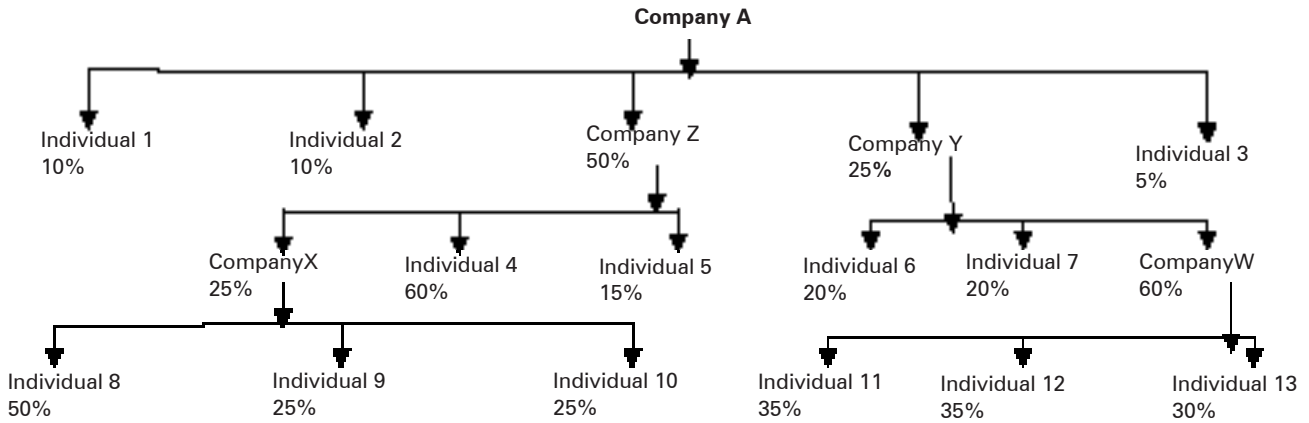 Company A
Individual 1
10%
Individual 2
10%
Company Z
50%
Company Y
25%
Individual 3
5%
CompanyX
25%
Individual 4
60%
Individual 5
15%
Individual 6
20%
Individual 7
20%
CompanyW
60%
Individual 8
50%
Individual 9
25%
Individual 10
25%
Individual 11
35%
Individual 12
35%
Individual 13
30%